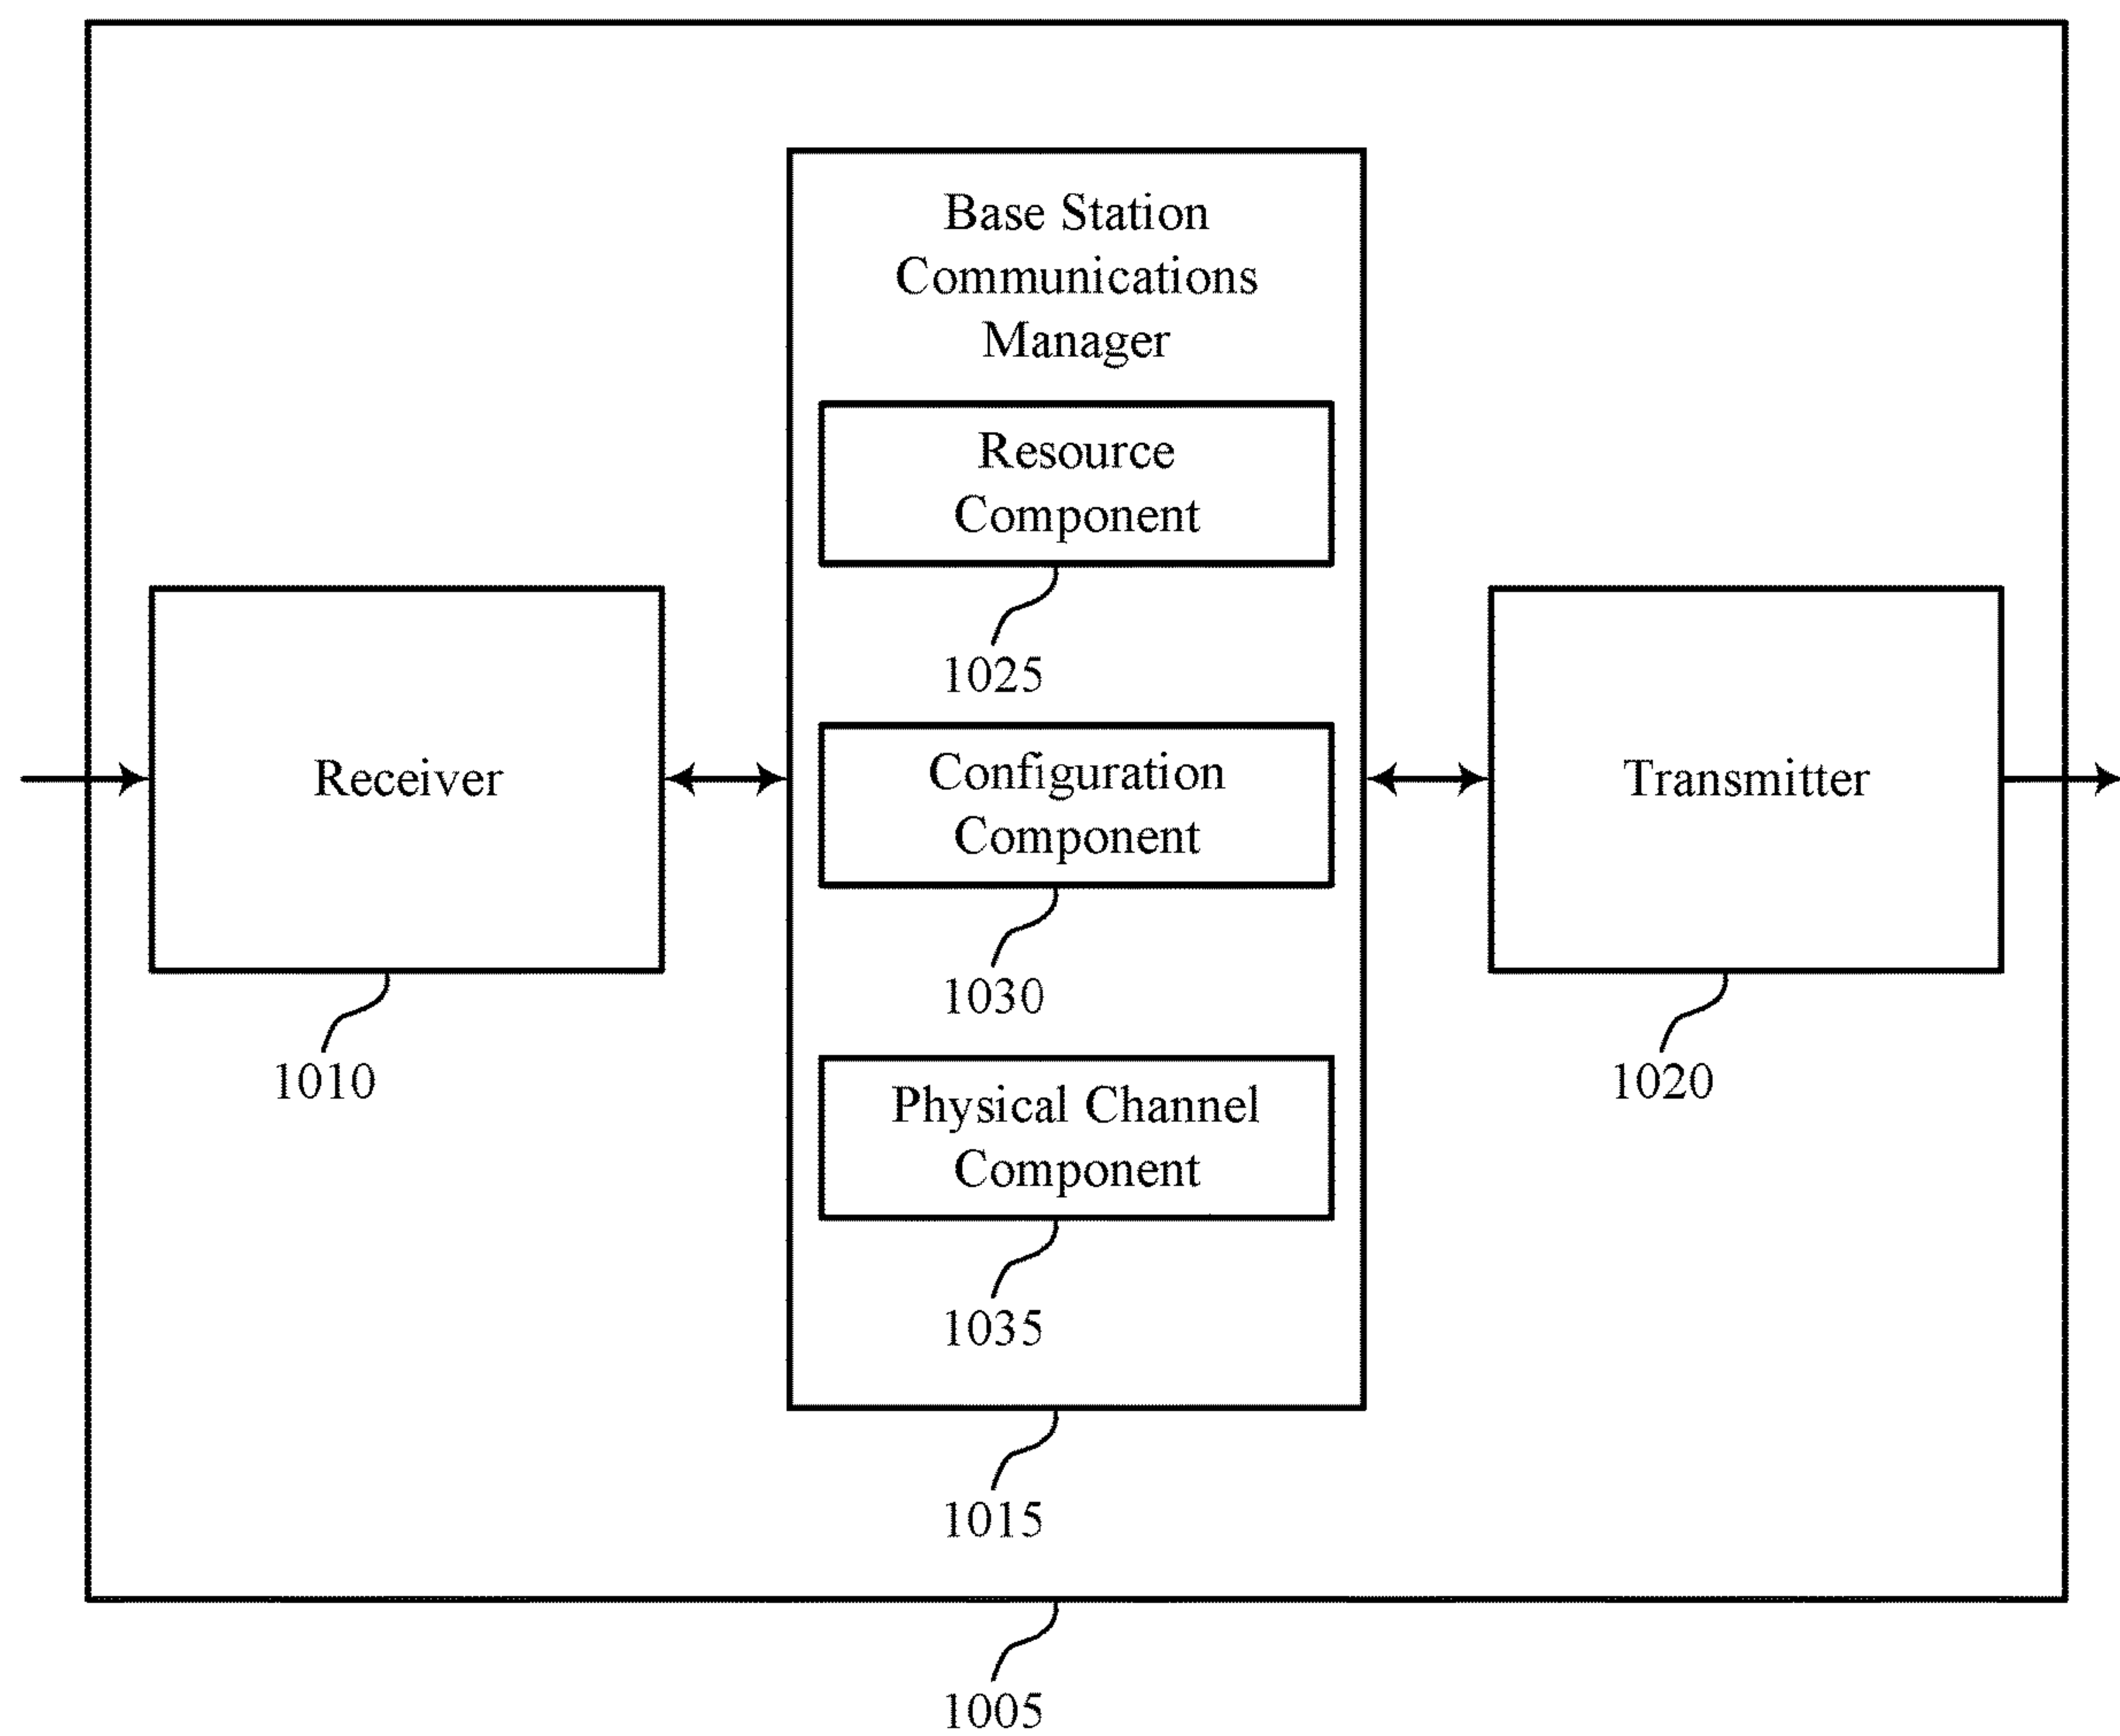 Base Station
Communications
Manager
Resource
Component
1025
Receiver
1010
Configuration
Component
1030
Transmitter
1020
Physical Channel
Component
1035
1015
1005